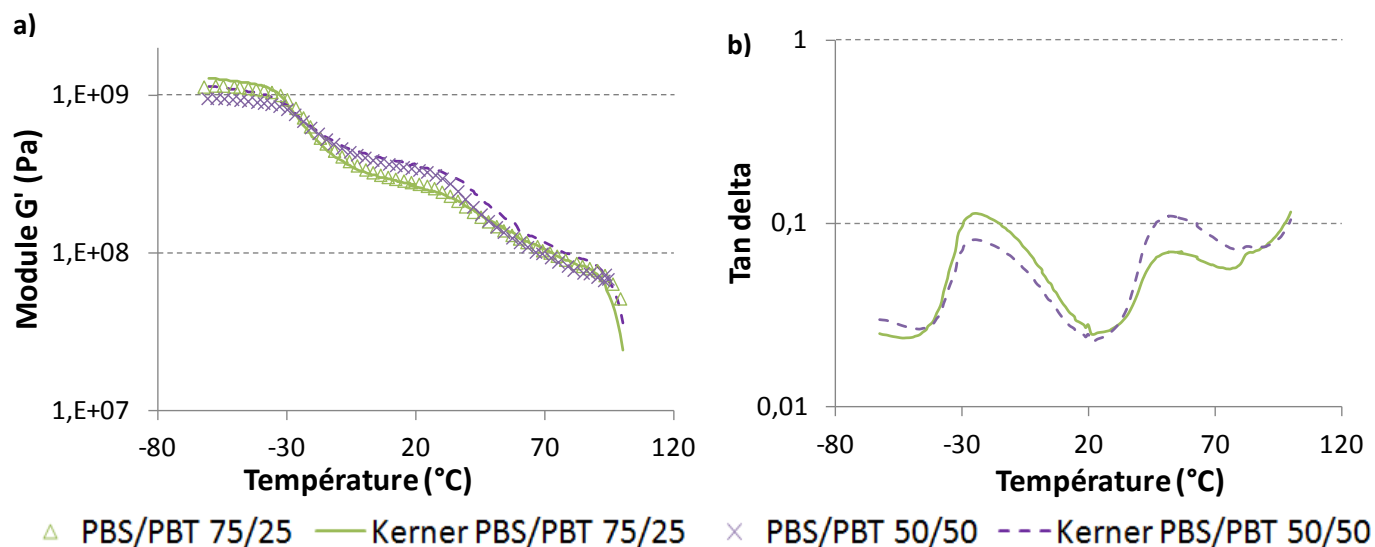 a)
1,E+09
1,E+08
1,E+07
Module G' (Pa)
-80 -30 20 70 120
Température (°C)
b)
1
0,1
0,01
Tan delta
-80 -30 20 70 120
Température (°C)
PBS/PBT 75/25 Kerner PBS/PBT 75/25 PBS/PBT 50/50 Kerner PBS/PBT 50/50